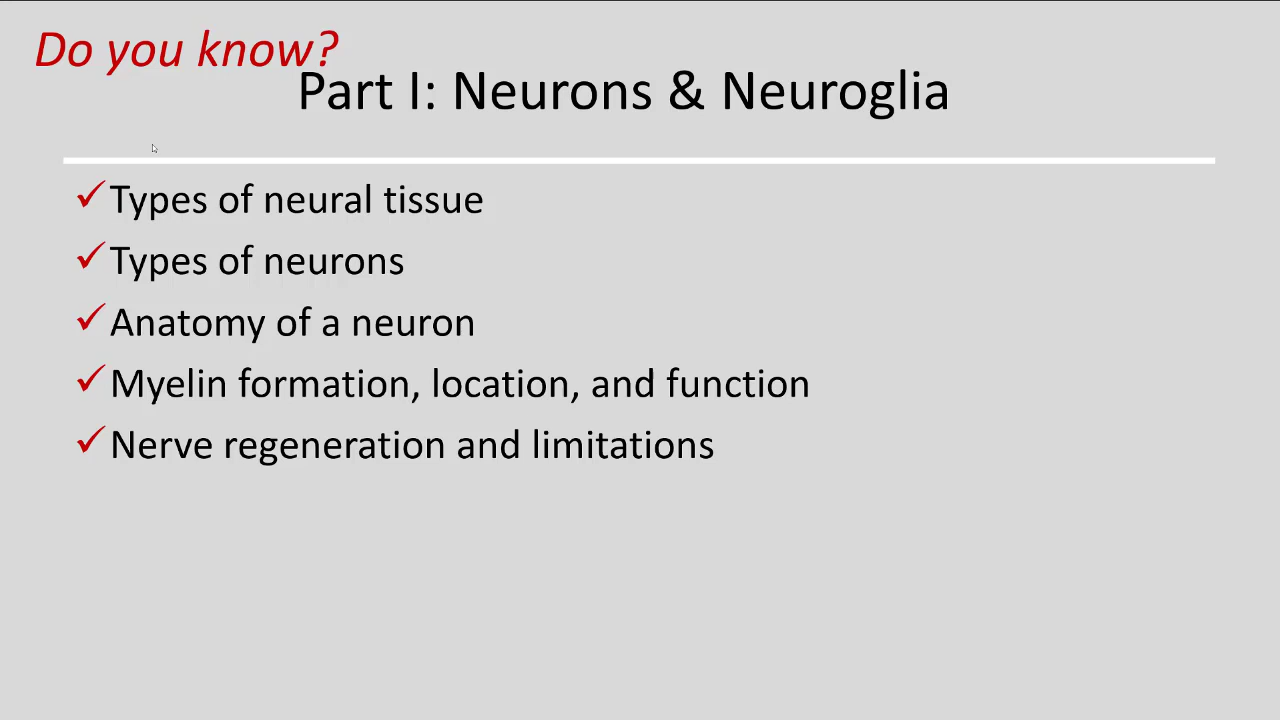 Do you know?
Part I: Neurons & Neuroglia
✓Types of neural tissue
✓Types of neurons
✓Anatomy of a neuron
✓Myelin formation, location, and function
✓Nerve regeneration and limitations